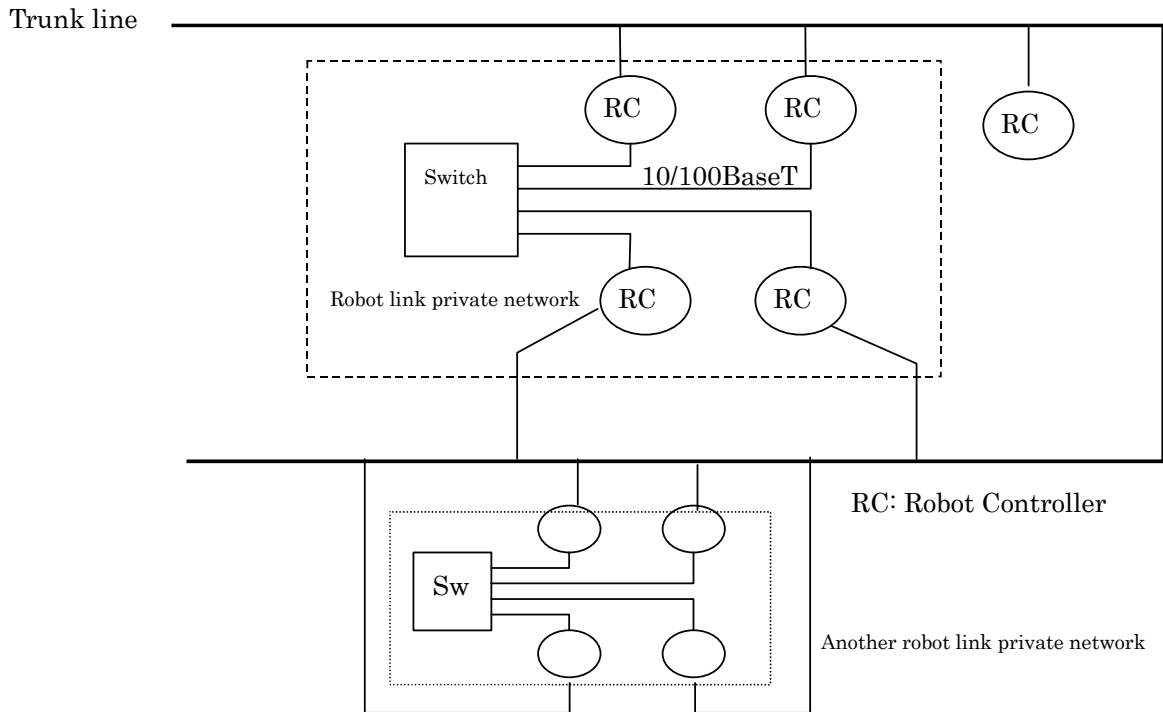 Trunk line
RC
RC
RC
Switch
10/100BaseT
Robot link private network
RC
RC
RC: Robot Controller
Sw
Another robot link private network